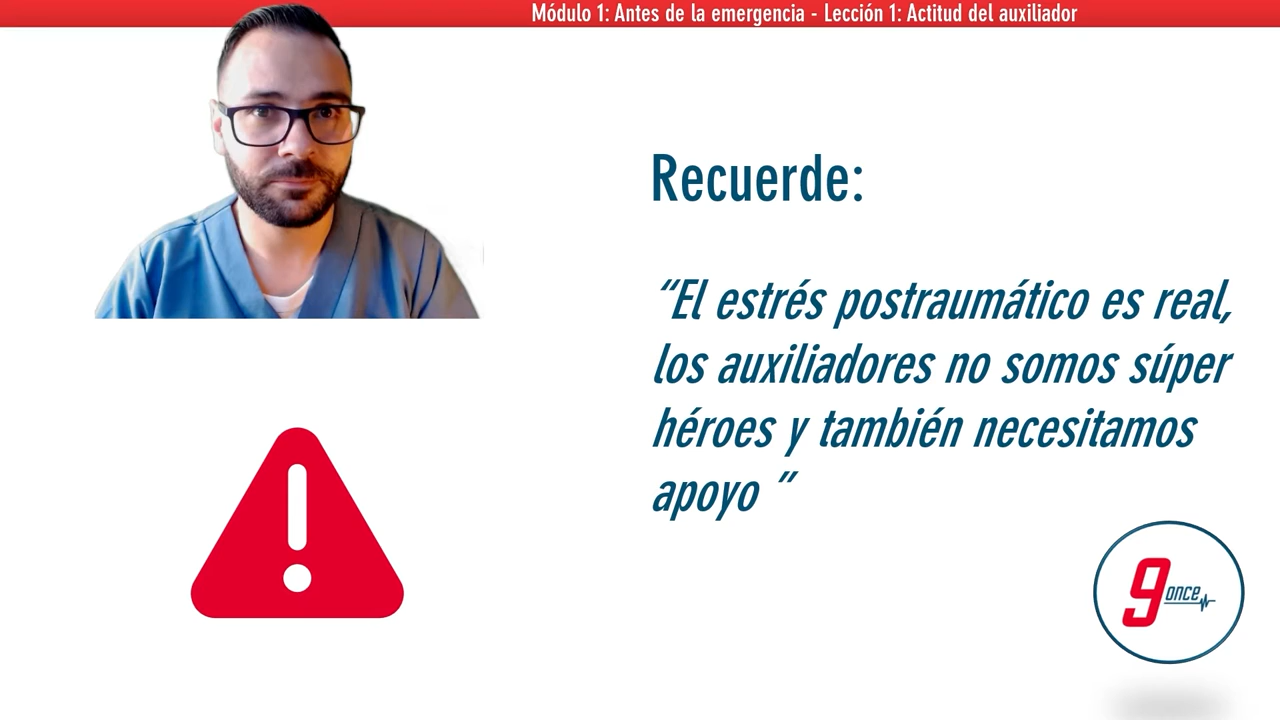 Módulo 1: Antes de la emergencia - Lección 1: Actitud del auxiliador
Recuerde:
“El estrés postraumático es real,
los auxiliadores no somos súper
héroes y también necesitamos
apoyo ”
9 once